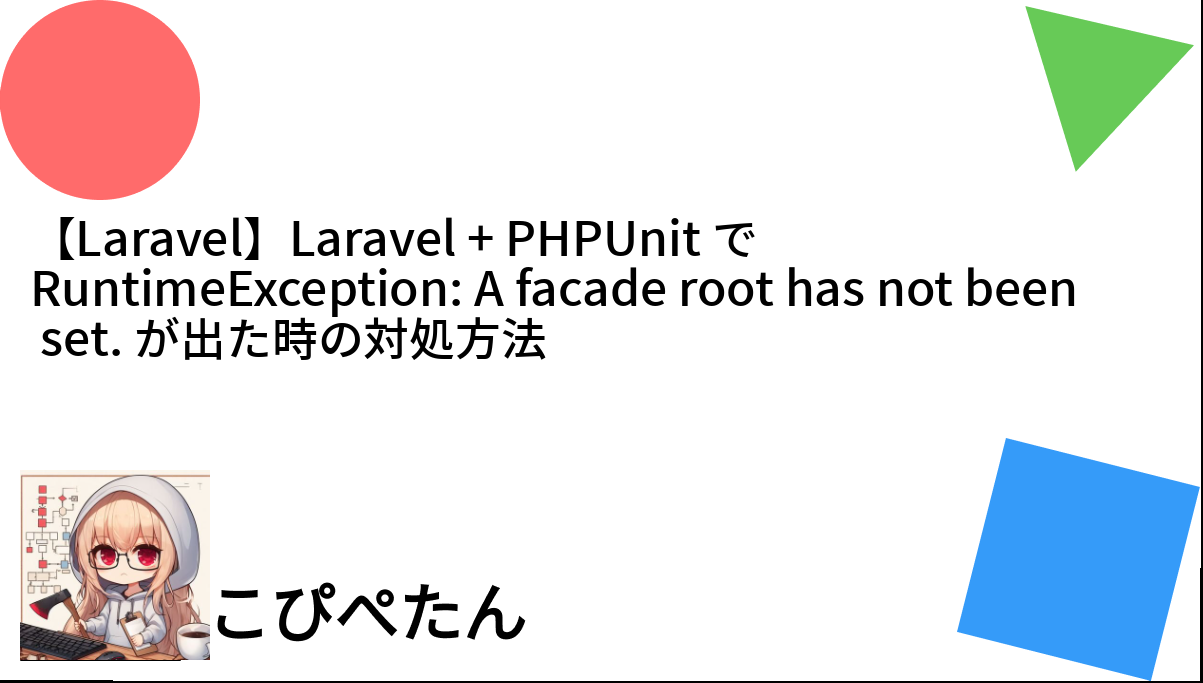 【Laravel】Laravel + PHPUnit で
RuntimeException: A facade root has not been
set. が出た時の対処方法
こぴぺたん